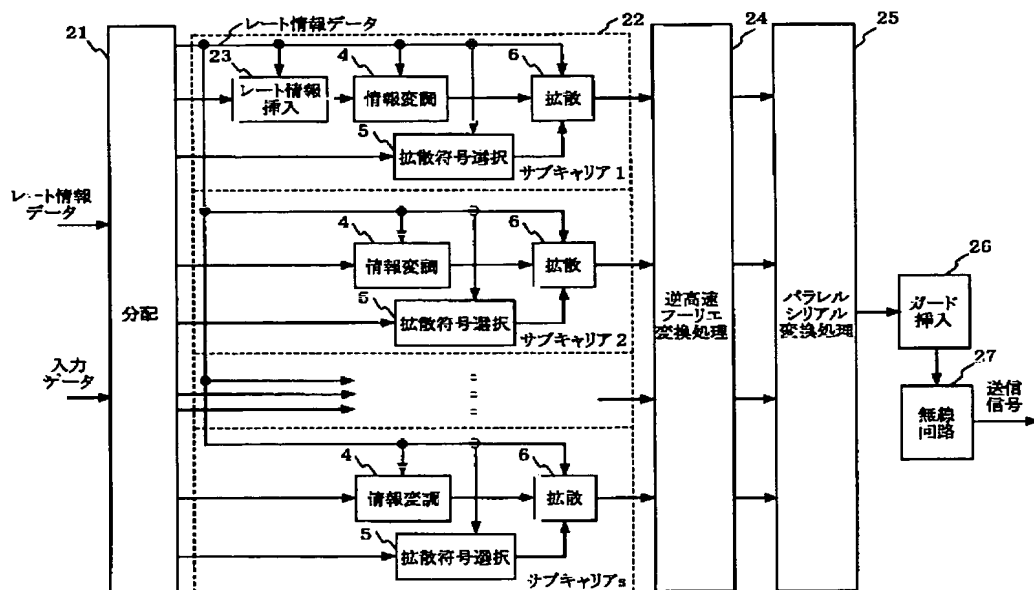 レート情報データ
21
22
24
25
23
4
6
レート情報
挿入
情報変調
拡散
5
拡散符号選択
サブキャリア1
レート情報
データ
4
6
情報変調
拡散
5
拡散符号選択
サブキャリア2
分配
逆高速
フーリエ
変換処理
パラレル
シリアル
変換処理
26
ガード
挿入
入力
データ
27
無線
回路
送信
信号
4
6
情報変調
拡散
5
拡散符号選択
サブキャリアs